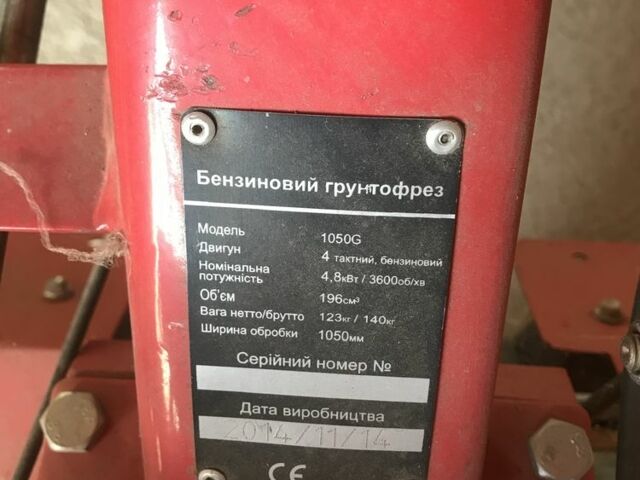 Бензиновий грунтофрез
Модель 1050G
Двигун 4 тактний, бензиновий
Номінальна потужність 4,8кВт / 3600об/хв
Об'єм 196см³
Вага нетто/брутто 123кг / 140кг
Ширина обробки 1050мм
Серійний номер №
Дата виробництва
2014/11/14
CE